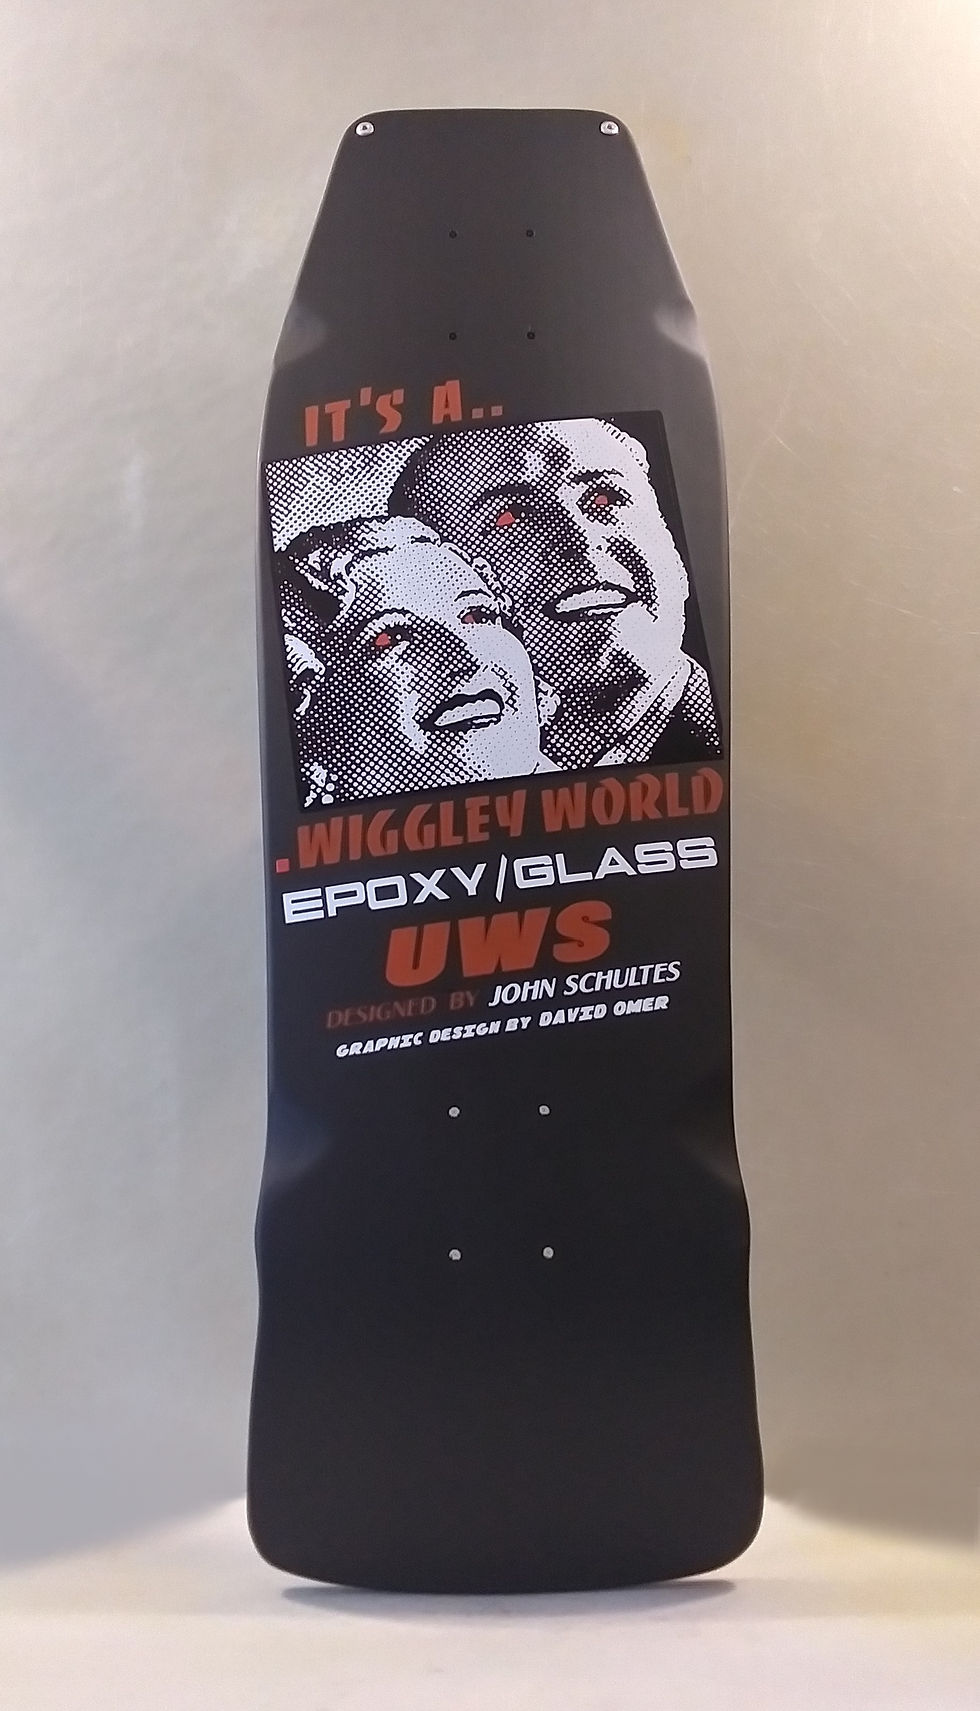 IT'S A..
.WIGGLEY WORLD
EPOXY/GLASS
UWS
DESIGNED BY JOHN SCHULTES
GRAPHIC DESIGN BY DAVID OMER